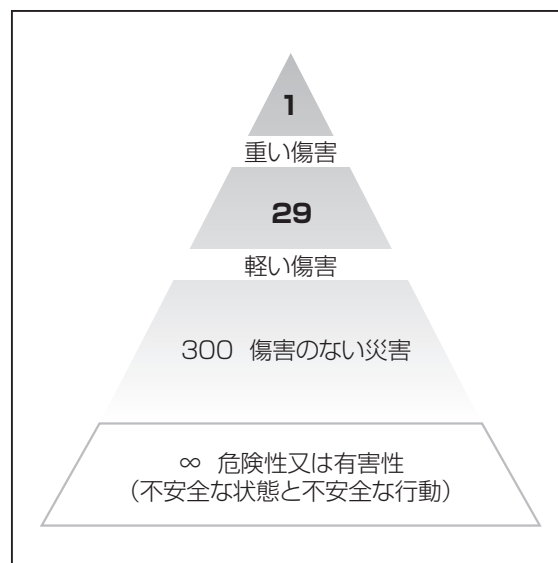 1
重い傷害
29
軽い傷害
300 傷害のない災害
∞ 危険性又は有害性
（不安全な状態と不安全な行動）